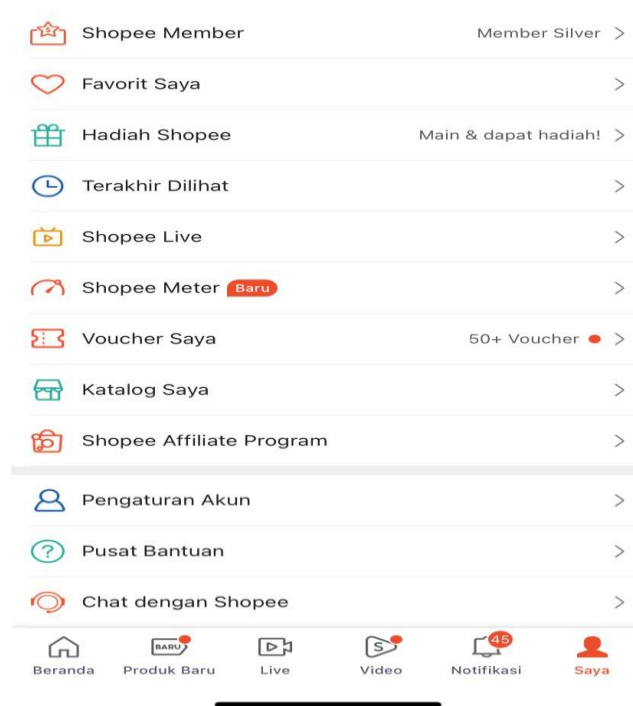 Shopee Member Member Silver >
Favorit Saya >
Hadiah Shopee Main & dapat hadiah! >
Terakhir Dilihat >
Shopee Live >
Shopee Meter Baru >
Voucher Saya 50+ Voucher >
Katalog Saya >
Shopee Affiliate Program >
Pengaturan Akun >
? Pusat Bantuan >
Chat dengan Shopee >
BARU S 45
Beranda Produk Baru Live Video Notifikasi Saya